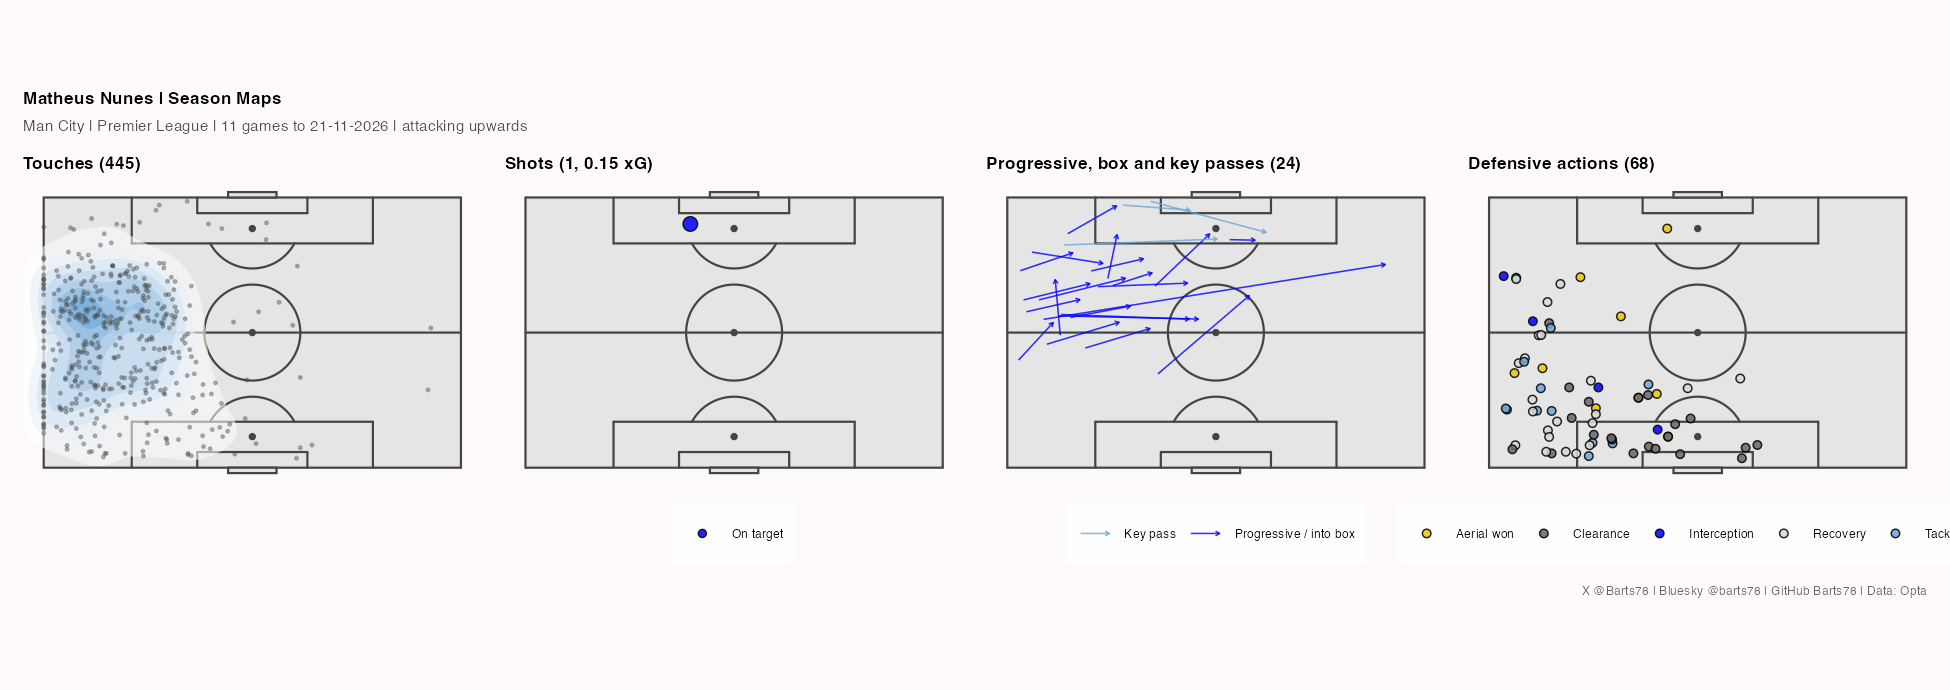 Matheus Nunes | Season Maps
Man City | Premier League | 11 games to 21-11-2026 | attacking upwards
Touches (445)
Shots (1, 0.15 xG)
Progressive, box and key passes (24)
Defensive actions (68)
On target
Key pass
Progressive / into box
Aerial won
Clearance
Interception
Recovery
Tack
X @Barts78 | Bluesky @barts78 | GitHub Barts78 | Data: Opta